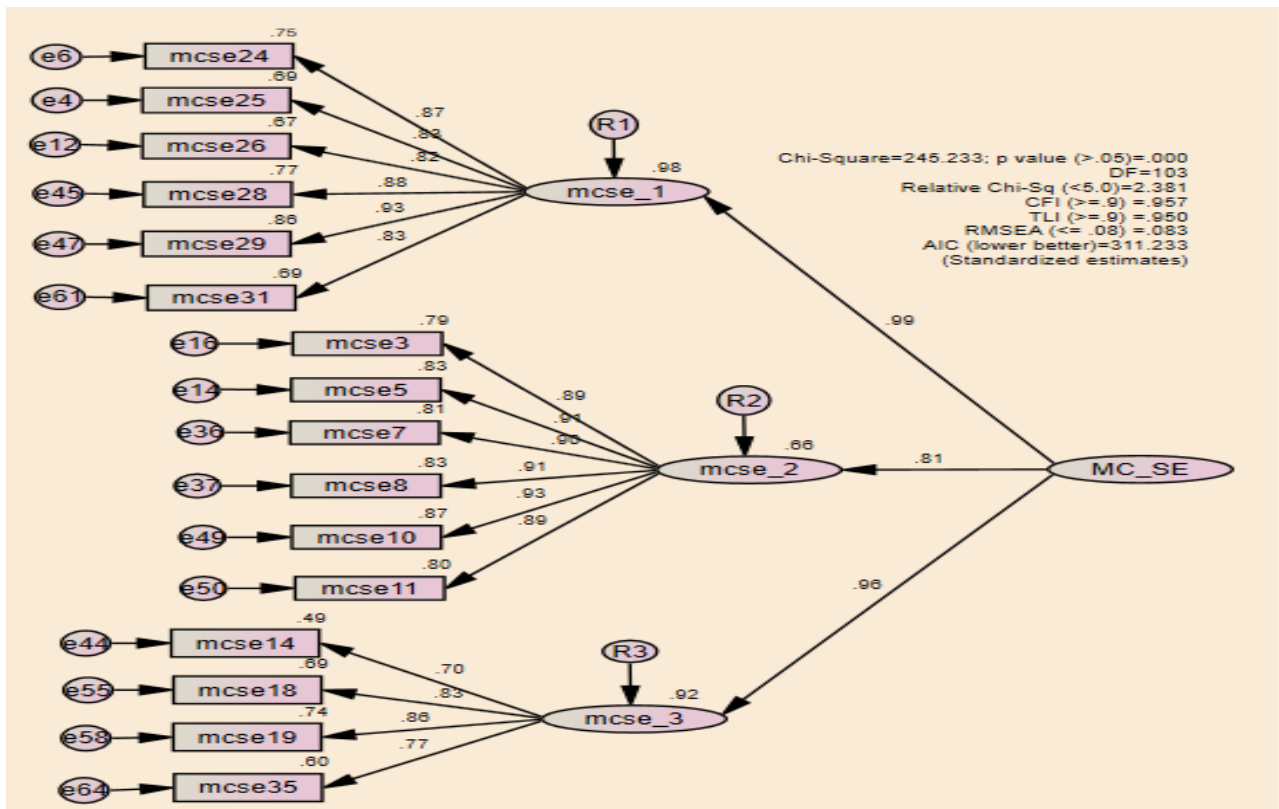 .75
e6 mcse24
.69
e4 mcse25
.87
.67
.83
e12 mcse26
.82
.77
e45 mcse28
.88
.86
.93
e47 mcse29
.83
.69
e61 mcse31
R1
.98
mcse_1
Chi-Square=245.233; p value (>.05)=.000
DF=103
Relative Chi-Sq (<5.0)=2.381
CFI (>=.9) =.957
TLI (>=.9) =.950
RMSEA (<= .08) =.083
AIC (lower better)=311.233
(Standardized estimates)
.99
.79
e16 mcse3
.83
e14 mcse5
.89
.81
.91
e36 mcse7
.83
.91
e37 mcse8
.93
.87
e49 mcse10
.89
.80
e50 mcse11
R2
.66
mcse_2
.81
MC_SE
.96
.49
e44 mcse14
.69
.70
e55 mcse18
.83
.74
.86
e58 mcse19
.77
.60
e64 mcse35
R3
.92
mcse_3